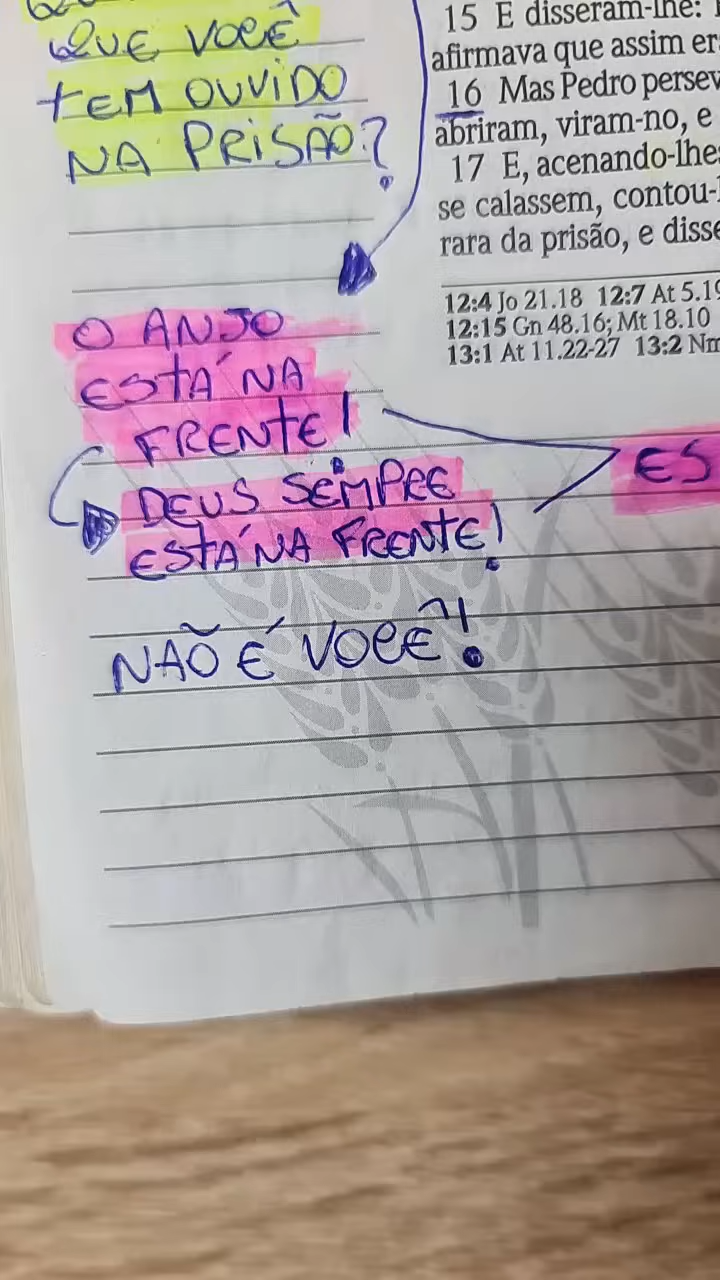 QUE VOCÊ
TEM OUVIDO
NA PRISÃO?
O ANJO
ESTÁ NA
FRENTE!
DEUS SEMPRE
ESTÁ NA FRENTE!
NÃO É VOCÊ!
ES
15 E disseram-lhe:
afirmava que assim
16 Mas Pedro
abriram, viram-no, e
17 E, acenando-lhes
se calassem, contou-
rara da prisão, e
12:4 Jo 21.18 12:7 At 5.19
12:15 Gn 48.16; Mt 18.10
13:1 At 11.22-27 13:2 Nm